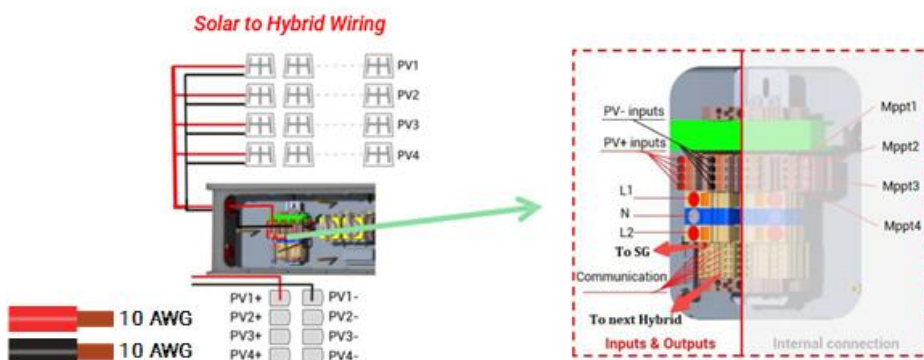 Solar to Hybrid Wiring
PV1
PV2
PV3
PV4
10 AWG
10 AWG
PV1+ PV1-
PV2+ PV2-
PV3+ PV3-
PV4+ PV4-
PV- inputs
PV+ inputs
L1
N
L2
To SG
Communication
To next Hybrid
Inputs & Outputs
Mppt1
Mppt2
Mppt3
Mppt4
Internal connection